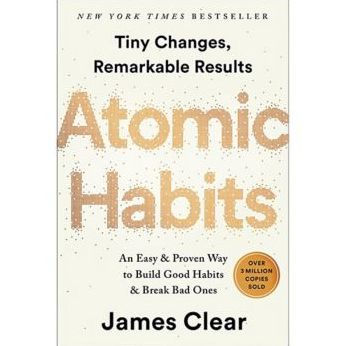 NEW YORK TIMES BESTSELLER
Tiny Changes,
Remarkable Results
Atomic
Habits
An Easy & Proven Way
to Build Good Habits
& Break Bad Ones
OVER
3 MILLION
COPIES
SOLD
James Clear